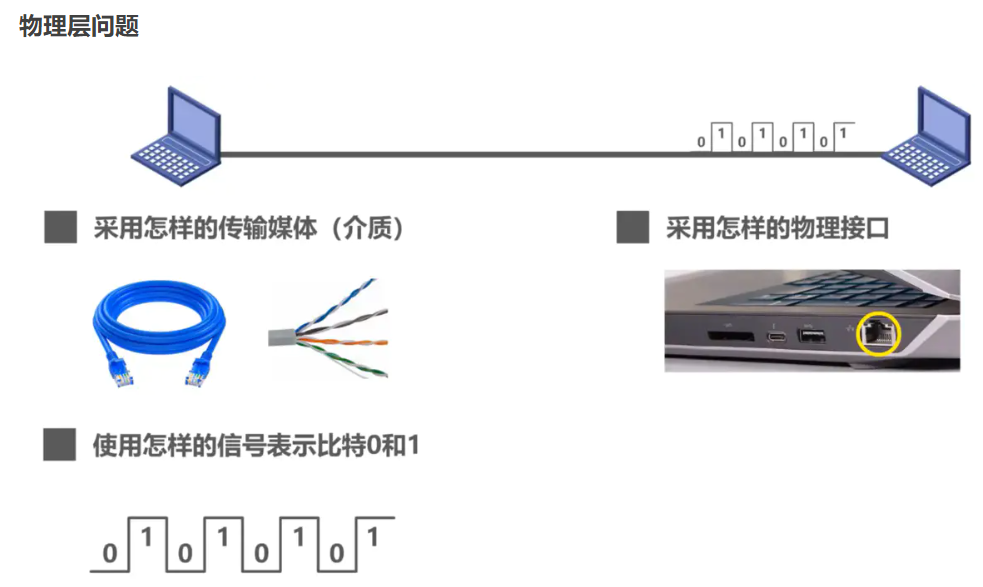 物理层问题
0 1 0 1 0 1 0 1
采用怎样的传输媒体（介质）
采用怎样的物理接口
使用怎样的信号表示比特0和1
0 1 0 1 0 1 0 1